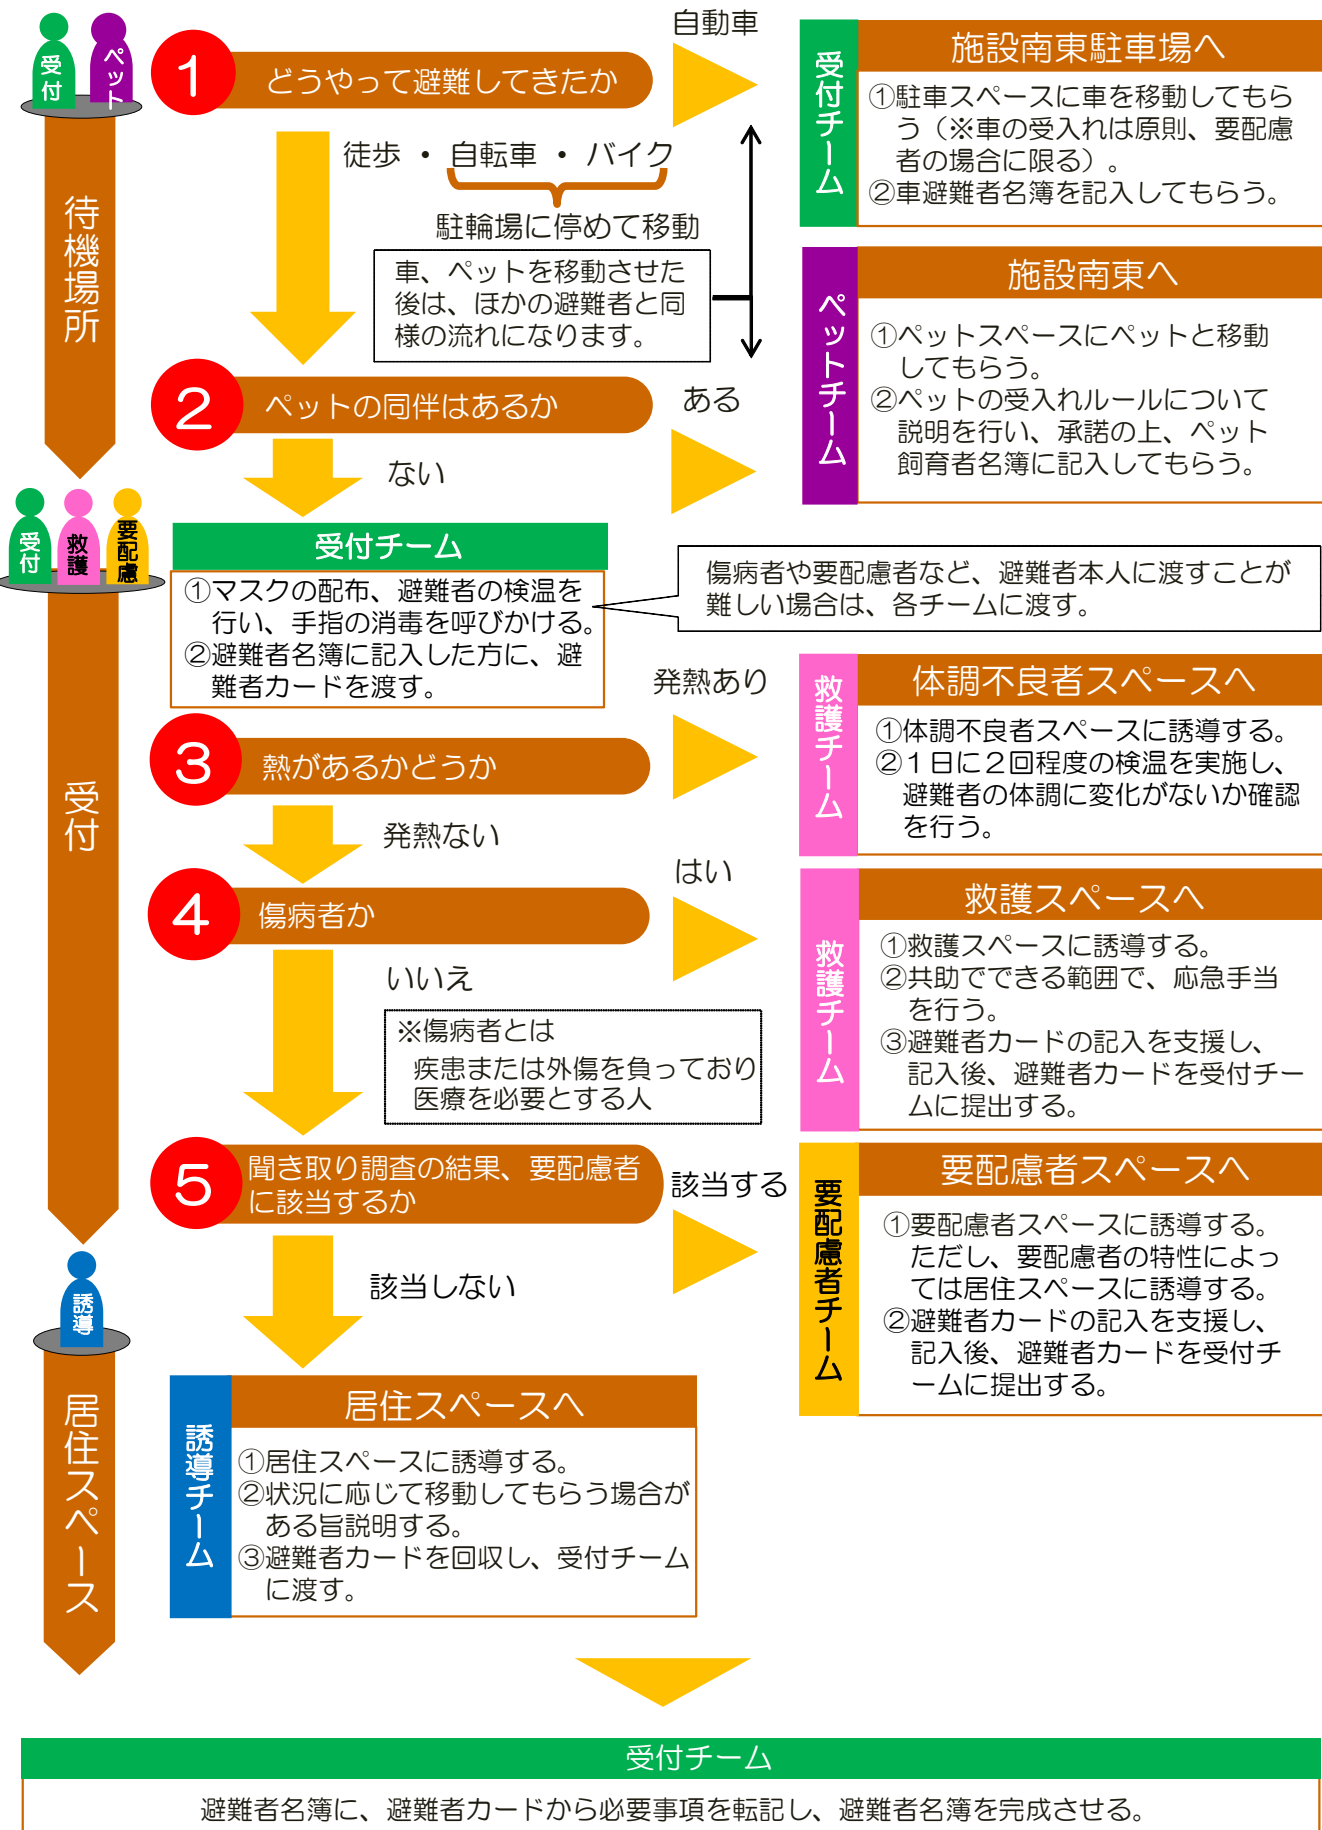 受付
ペット
1
どうやって避難してきたか
自動車
徒歩 ・ 自転車 ・ バイク
駐輪場に停めて移動
車、ペットを移動させた
後は、ほかの避難者と同
様の流れになります。
受付チーム
施設南東駐車場へ
①駐車スペースに車を移動してもら
う（※車の受入れは原則、要配慮
者の場合に限る）。
②車避難者名簿を記入してもらう。
待機場所
2
ペットの同伴はあるか
ある
ない
ペットチーム
施設南東へ
①ペットスペースにペットと移動
してもらう。
②ペットの受入れルールについて
説明を行い、承諾の上、ペット
飼育者名簿に記入してもらう。
受付
救護
要配慮
受付チーム
①マスクの配布、避難者の検温を
行い、手指の消毒を呼びかける。
②避難者名簿に記入した方に、避
難者カードを渡す。
傷病者や要配慮者など、避難者本人に渡すことが
難しい場合は、各チームに渡す。
受付
3
熱があるかどうか
発熱あり
発熱ない
救護チーム
体調不良者スペースへ
①体調不良者スペースに誘導する。
②１日に２回程度の検温を実施し、
避難者の体調に変化がないか確認
を行う。
4
傷病者か
はい
いいえ
※傷病者とは
疾患または外傷を負っており
医療を必要とする人
救護チーム
救護スペースへ
①救護スペースに誘導する。
②共助でできる範囲で、応急手当
を行う。
③避難者カードの記入を支援し、
記入後、避難者カードを受付チー
ムに提出する。
5
聞き取り調査の結果、要配慮者
に該当するか
該当する
該当しない
要配慮者チーム
要配慮者スペースへ
①要配慮者スペースに誘導する。
ただし、要配慮者の特性によっ
ては居住スペースに誘導する。
②避難者カードの記入を支援し、
記入後、避難者カードを受付チ
ームに提出する。
誘導
居住スペース
誘導チーム
居住スペースへ
①居住スペースに誘導する。
②状況に応じて移動してもらう場合が
ある旨説明する。
③避難者カードを回収し、受付チーム
に渡す。
受付チーム
避難者名簿に、避難者カードから必要事項を転記し、避難者名簿を完成させる。